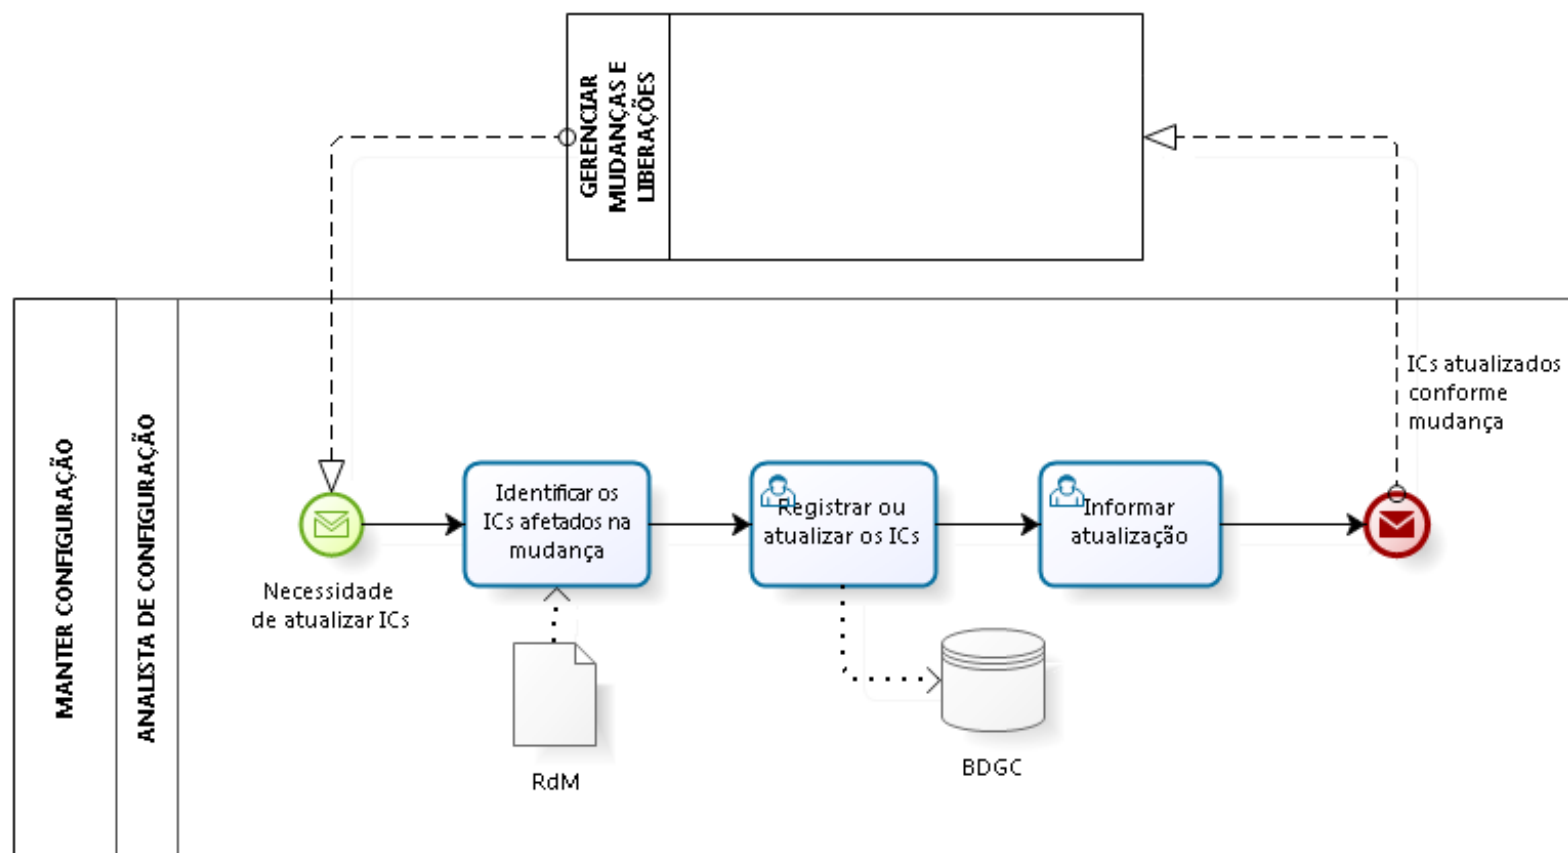 GERENCIAR
MUDANÇAS E
LIBERAÇÕES
MANTER CONFIGURAÇÃO
ANALISTA DE CONFIGURAÇÃO
ICs atualizados
conforme
mudança
Necessidade
de atualizar ICs
Identificar os
ICs afetados na
mudança
Registrar ou
atualizar os ICs
Informar
atualização
RdM
BDGC